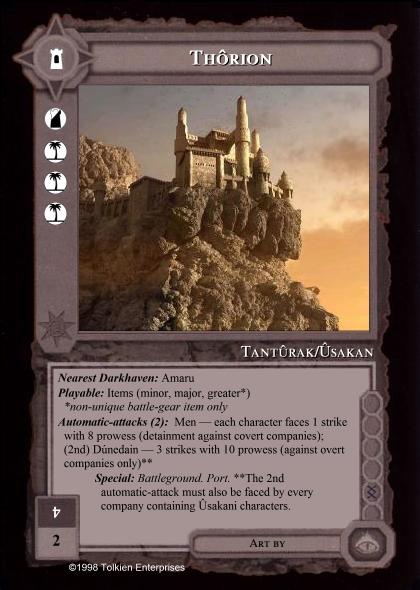 THÔRION
TANTÛRAK/ÛSAKAN
Nearest Darkhaven: Amaru
Playable: Items (minor, major, greater*)
*non-unique battle-gear item only
Automatic-attacks (2): Men — each character faces 1 strike
with 8 prowess (detainment against covert companies);
(2nd) Dúnedain — 3 strikes with 10 prowess (against overt
companies only)**
Special: Battleground. Port. **The 2nd
automatic-attack must also be faced by every
company containing Ûsakani characters.
4
2
ART BY
©1998 Tolkien Enterprises